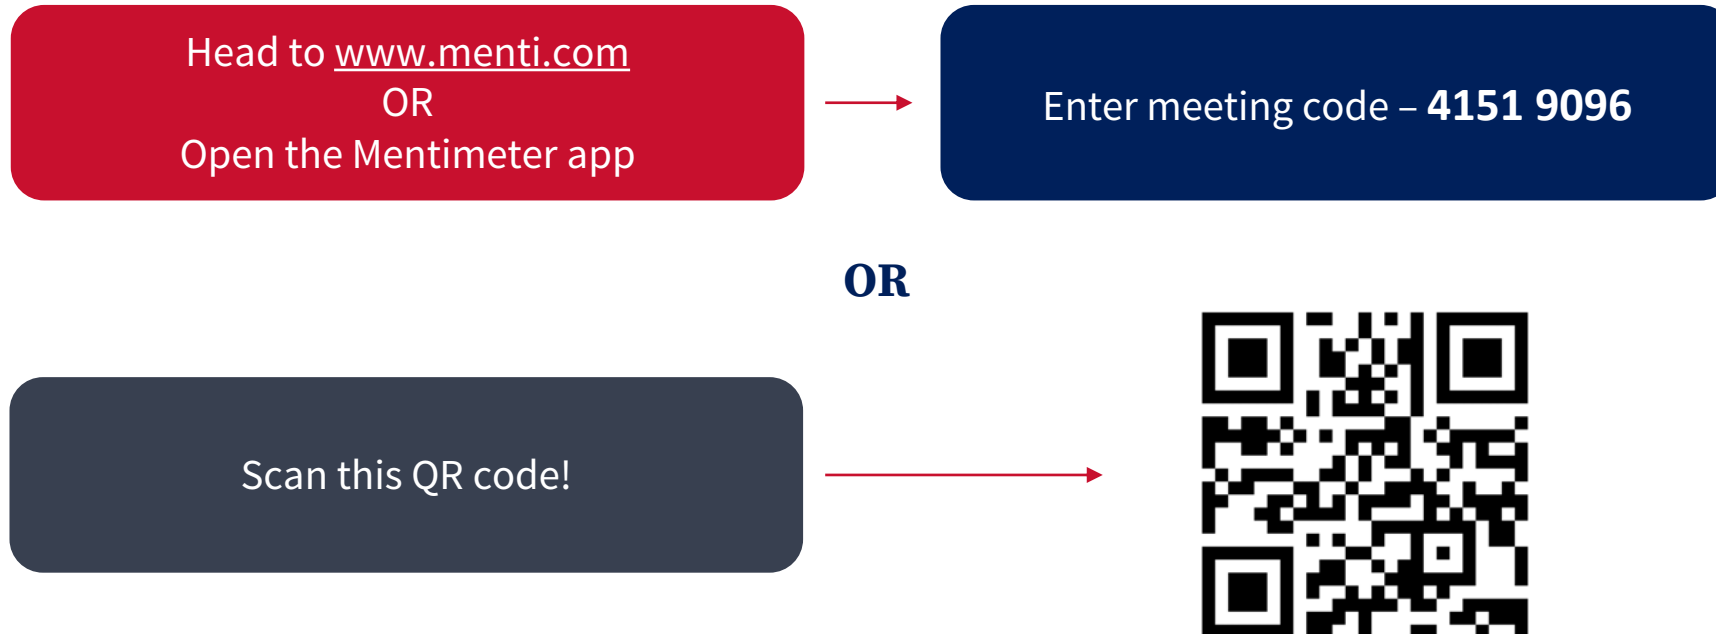 Head to www.menti.com
OR
Open the Mentimeter app
Enter meeting code – 4151 9096
OR
Scan this QR code!